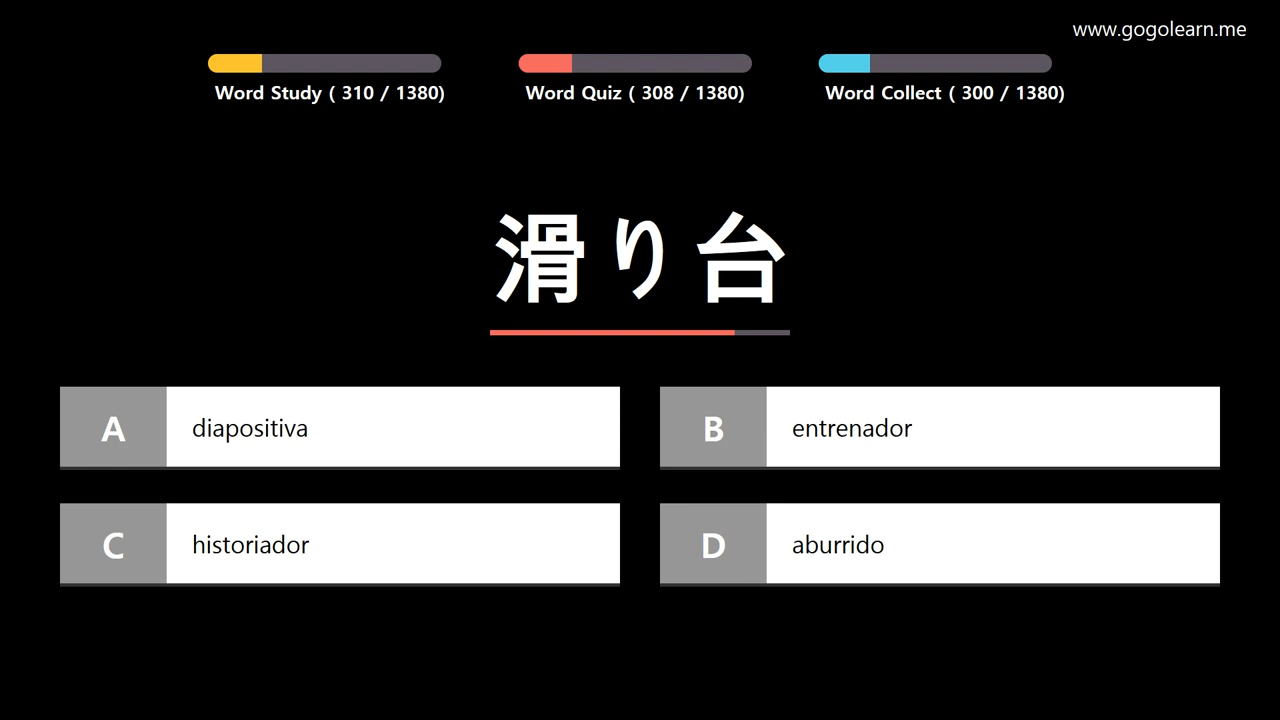 www.gogolearn.me
Word Study ( 310 / 1380)
Word Quiz ( 308 / 1380)
Word Collect ( 300 / 1380)
滑り台
A diapositiva
B entrenador
C historiador
D aburrido